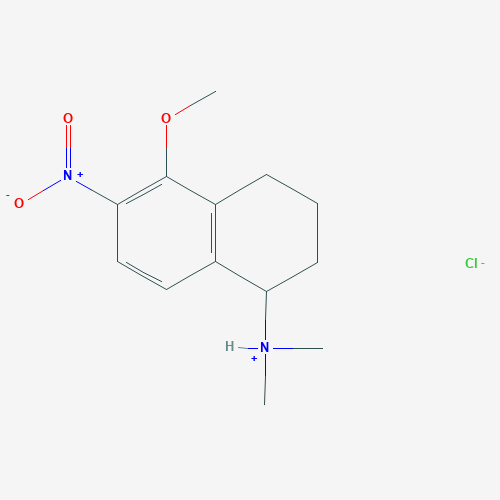 O O
N +
- O
Cl -
H N
+